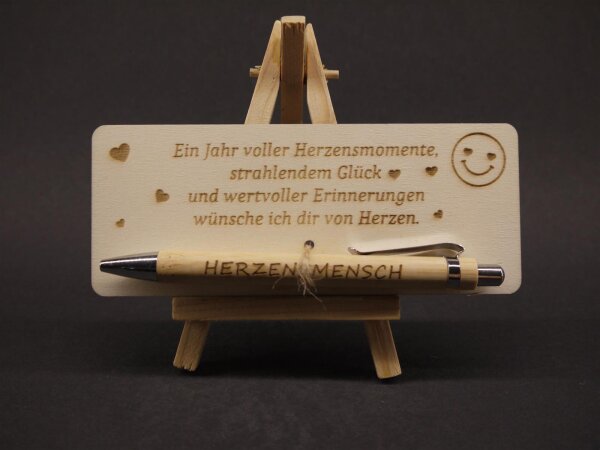 Ein Jahr voller Herzensmomente,
strahlendem Glück
und wertvoller Erinnerungen
wünsche ich dir von Herzen.
HERZENSMENSCH